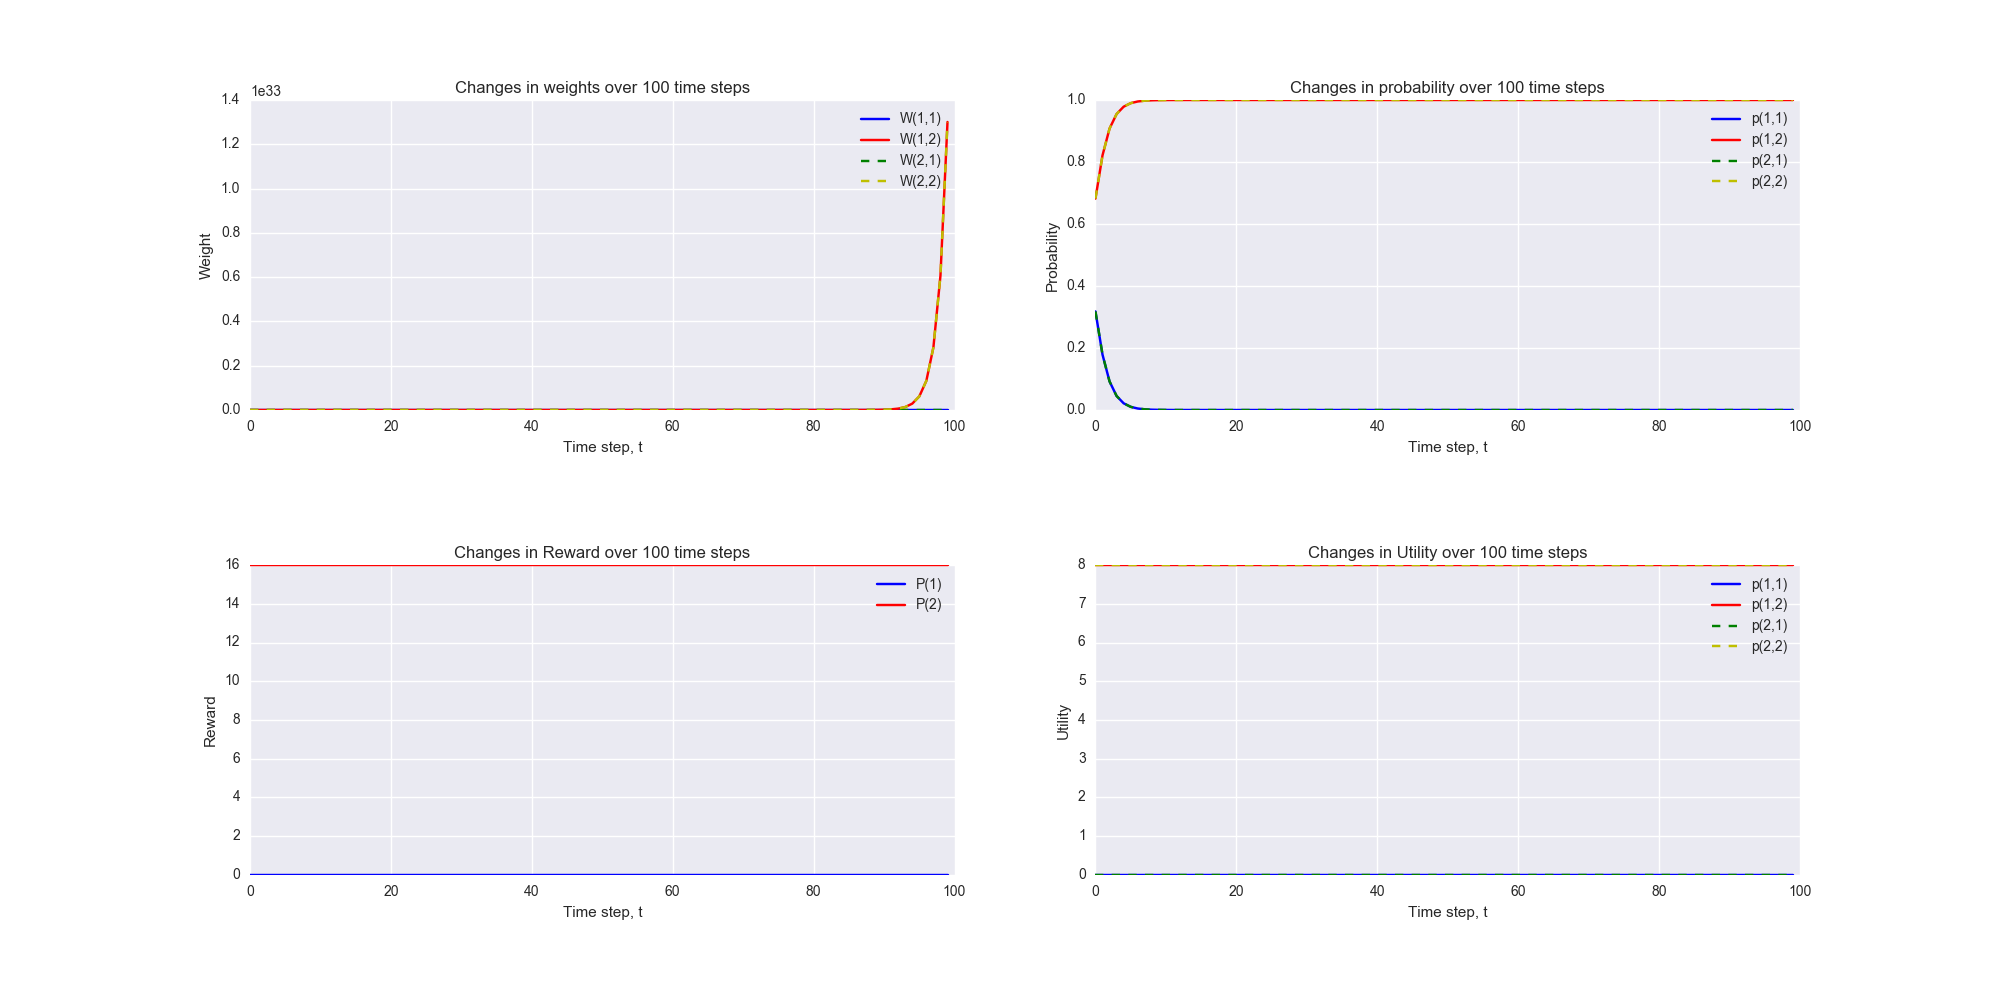 Changes in weights over 100 time steps
1e33
1.4
1.2
1.0
0.8
0.6
0.4
0.2
0.0
Weight
W(1,1)
W(1,2)
W(2,1)
W(2,2)
0 20 40 60 80 100
Time step, t
Changes in probability over 100 time steps
1.0
0.8
0.6
0.4
0.2
0.0
Probability
p(1,1)
p(1,2)
p(2,1)
p(2,2)
0 20 40 60 80 100
Time step, t
Changes in Reward over 100 time steps
16
14
12
10
8
6
4
2
0
Reward
P(1)
P(2)
0 20 40 60 80 100
Time step, t
Changes in Utility over 100 time steps
8
7
6
5
4
3
2
1
0
Utility
p(1,1)
p(1,2)
p(2,1)
p(2,2)
0 20 40 60 80 100
Time step, t